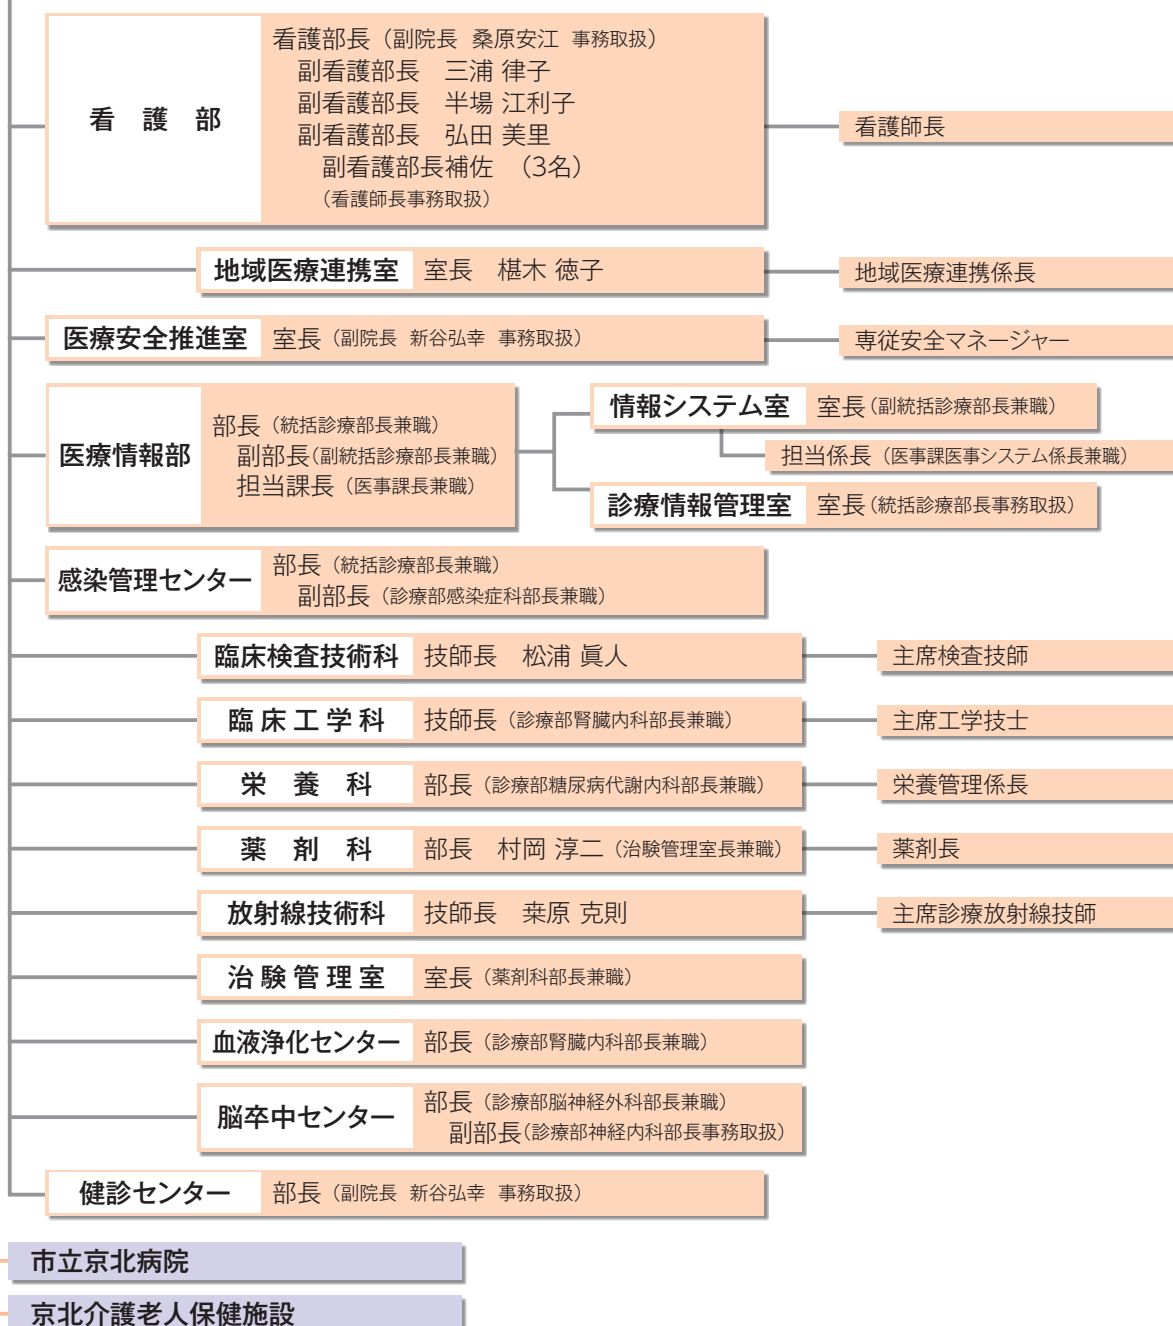 看護部
看護部長（副院長 桑原安江 事務取扱）
副看護部長 三浦 律子
副看護部長 半場 江利子
副看護部長 弘田 美里
副看護部長補佐 （3名）
（看護師長事務取扱）
看護師長
地域医療連携室 室長 椹木 徳子
地域医療連携係長
医療安全推進室 室長（副院長 新谷弘幸 事務取扱）
専従安全マネージャー
医療情報部
部長（統括診療部長兼職）
副部長（副統括診療部長兼職）
担当課長（医事課長兼職）
情報システム室 室長（副統括診療部長兼職）
担当係長（医事課医事システム係長兼職）
診療情報管理室 室長（統括診療部長事務取扱）
感染管理センター
部長（統括診療部長兼職）
副部長（診療部感染症科部長兼職）
臨床検査技術科 技師長 松浦 眞人
主席検査技師
臨床工学科 技師長（診療部腎臓内科部長兼職）
主席工学技士
栄養科 部長（診療部糖尿病代謝内科部長兼職）
栄養管理係長
薬剤科 部長 村岡 淳二（治験管理室長兼職）
薬剤長
放射線技術科 技師長 桒原 克則
主席診療放射線技師
治験管理室 室長（薬剤科部長兼職）
血液浄化センター 部長（診療部腎臓内科部長兼職）
脳卒中センター
部長（診療部脳神経外科部長兼職）
副部長（診療部神経内科部長事務取扱）
健診センター 部長（副院長 新谷弘幸 事務取扱）
市立京北病院
京北介護老人保健施設